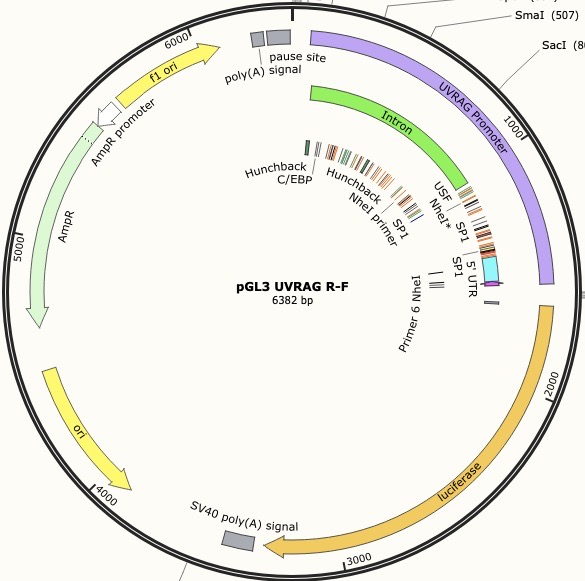 SmaI (507)
SacI (8
6000
pause site
poly(A) signal
f1 ori
AmpR promoter
UVRAG Promoter
Intron
1000
Hunchback
C/EBP
Hunchback
NheI primer
SP1
USF
NheI*
SP1
SP1
5' UTR
AmpR
5000
pGL3 UVRAG R-F
6382 bp
Primer 6 NheI
2000
luciferase
ori
4000
SV40 poly(A) signal
3000